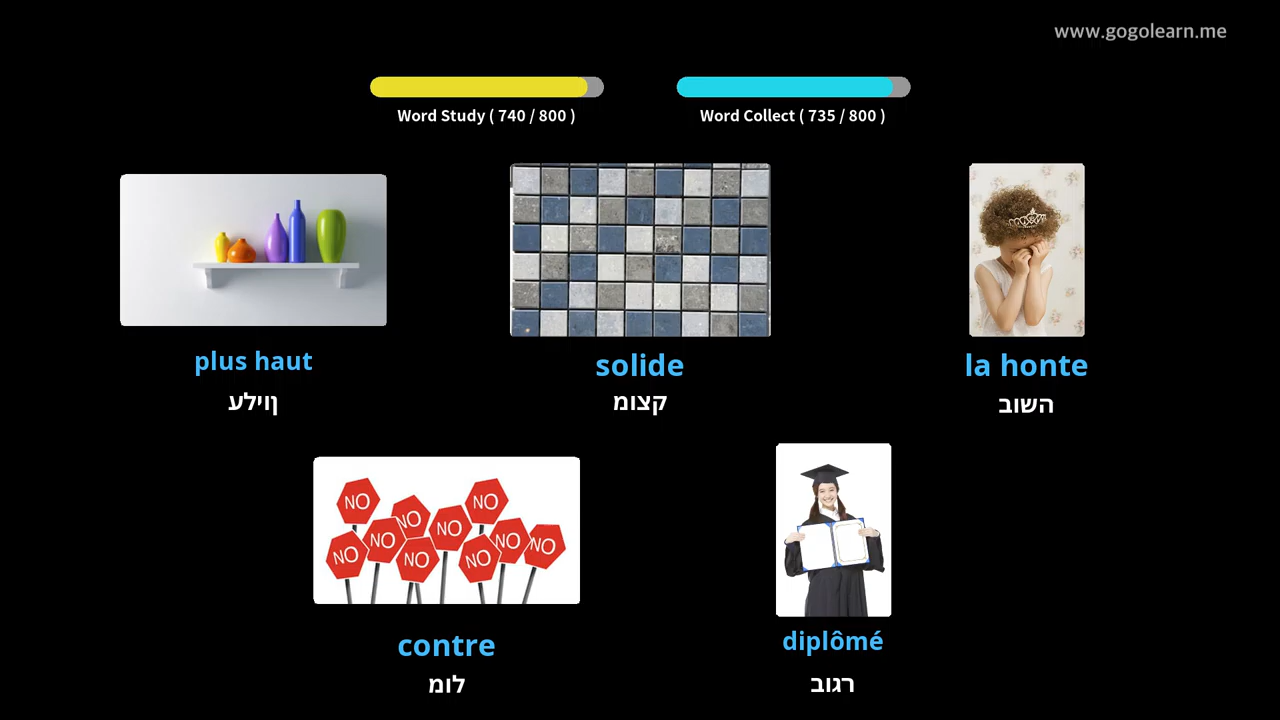 www.gogolearn.me
Word Study ( 740 / 800 )
Word Collect ( 735 / 800 )
plus haut
ןוילע
solide
קצומ
la honte
השוב
NO
NO
NO
NO
NO
NO
NO
NO
NO
NO
contre
לומ
diplômé
רגוב